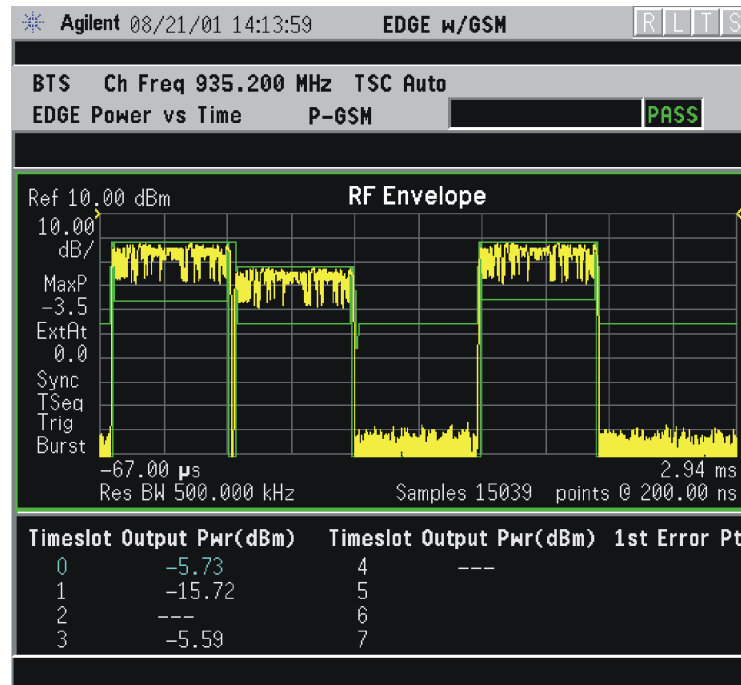 Agilent 08/21/01 14:13:59 EDGE w/GSM R L T S
BTS Ch Freq 935.200 MHz TSC Auto
EDGE Power vs Time P-GSM PASS
Ref 10.00 dBm RF Envelope
10.00
dB/
MaxP
-3.5
ExtAt
0.0
Sync
TSeq
Trig
Burst
-67.00 µs 2.94 ms
Res BW 500.000 kHz Samples 15039 points @ 200.00 ns
Timeslot Output Pwr(dBm) Timeslot Output Pwr(dBm) 1st Error Pt
0 -5.73 4 ---
1 -15.72 5
2 --- 6
3 -5.59 7